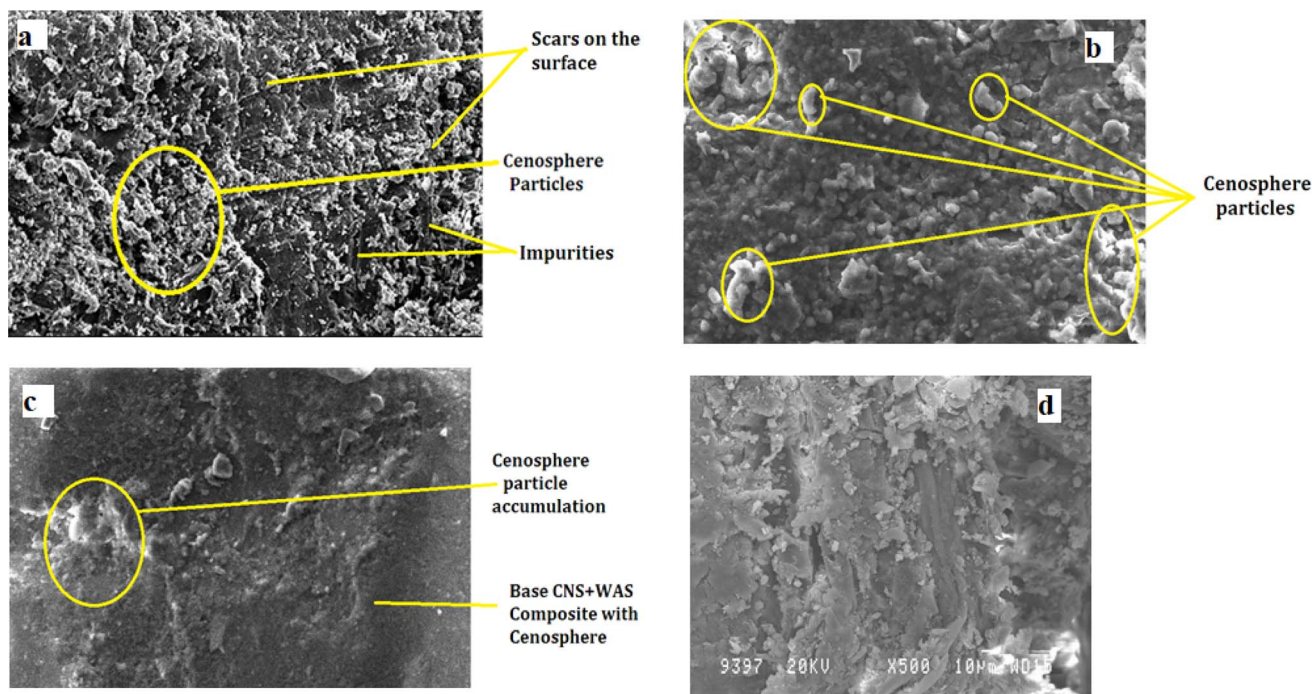 a
Scars on the
surface
Cenosphere
Particles
Impurities
b
Cenosphere
particles
c
Cenosphere
particle
accumulation
Base CNS+WAS
Composite with
Cenosphere
d
9397 20KV X500 10μm WD15